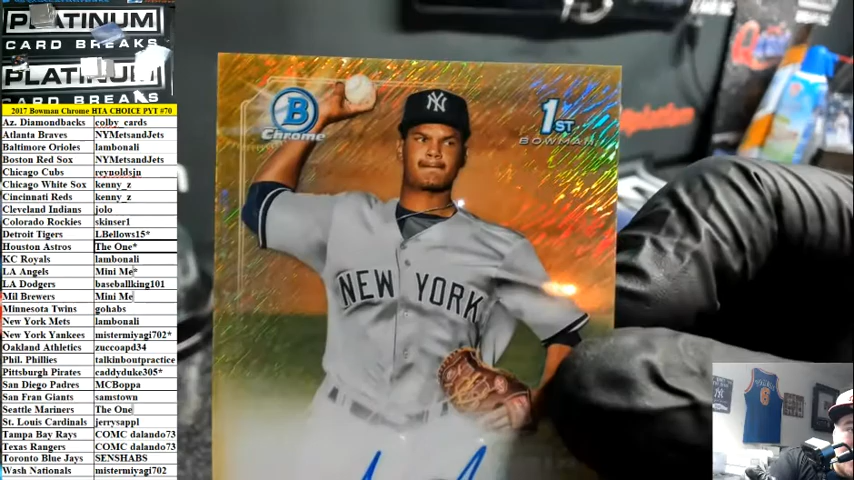 PLATINUM
CARD BREAKS
PLATINUM
CARD BREAKS
2017 Bowman Chrome HTA CHOICE PYT #70
Az. Diamondbacks colby_cards
Atlanta Braves NYMetsandJets
Baltimore Orioles lambonali
Boston Red Sox NYMetsandJets
Chicago Cubs reynoldsjn
Chicago White Sox kenny_z
Cincinnati Reds kenny_z
Cleveland Indians jolo
Colorado Rockies skinser1
Detroit Tigers LBellows15*
Houston Astros The One*
KC Royals lambonali
LA Angels Mini Me*
LA Dodgers baseballking101
Mil Brewers Mini Me
Minnesota Twins gohabs
New York Mets lambonali
New York Yankees mistermiyagi702*
Oakland Athletics zuccoapd34
Phil. Phillies talkinboutpractice
Pittsburgh Pirates caddyduke305*
San Diego Padres MCBoppa
San Fran Giants samstown
Seattle Mariners The One
St. Louis Cardinals jerrysappl
Tampa Bay Rays COMC dalando73
Texas Rangers COMC dalando73
Toronto Blue Jays SENSHABS
Wash Nationals mistermiyagi702
B
Chrome
NY
1ST
BOWMAN
NEW YORK
6